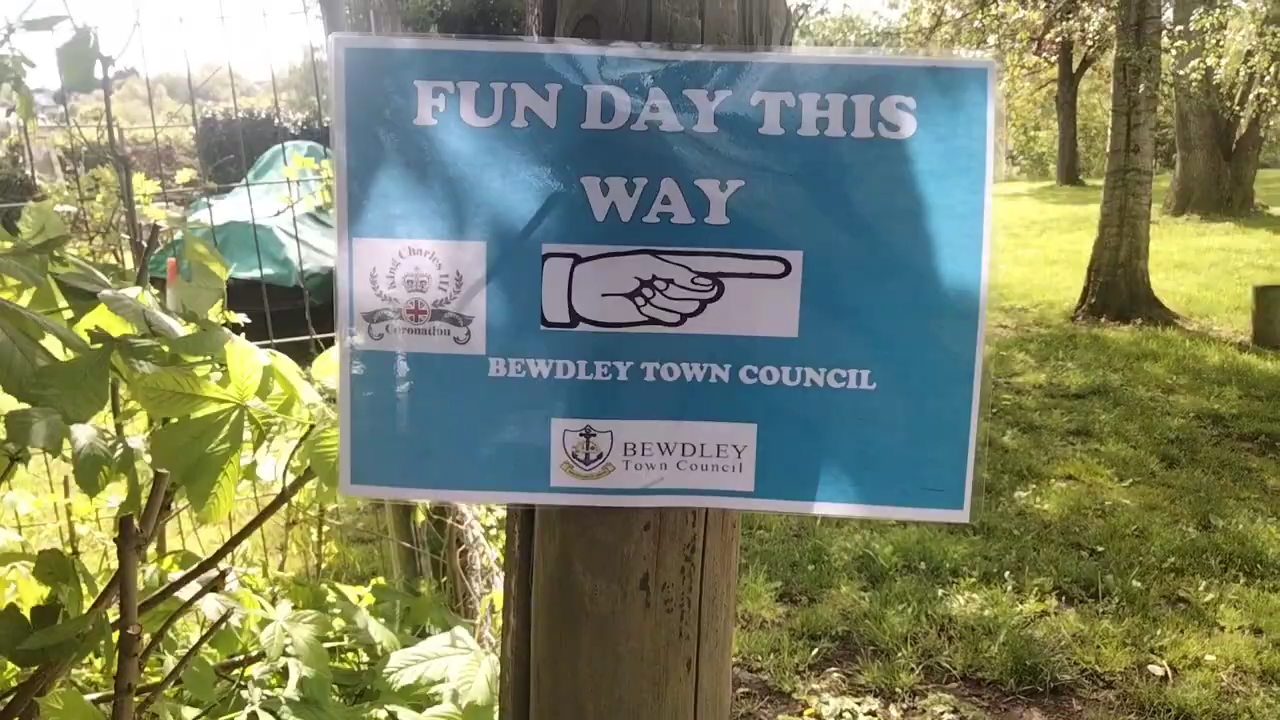 FUN DAY THIS
WAY
King Charles III
Coronation
BEWDLEY TOWN COUNCIL
BEWDLEY
Town Council